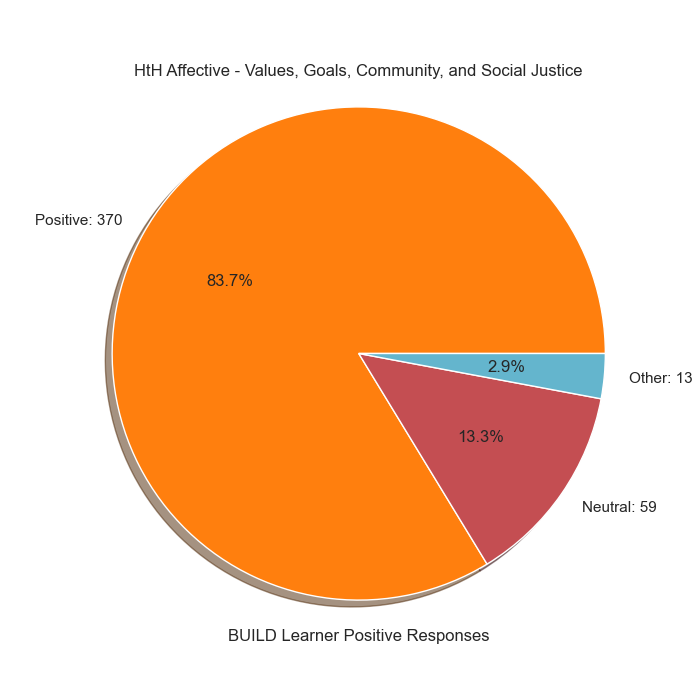 HtH Affective - Values, Goals, Community, and Social Justice
Positive: 370
83.7%
2.9%
Other: 13
13.3%
Neutral: 59
BUILD Learner Positive Responses